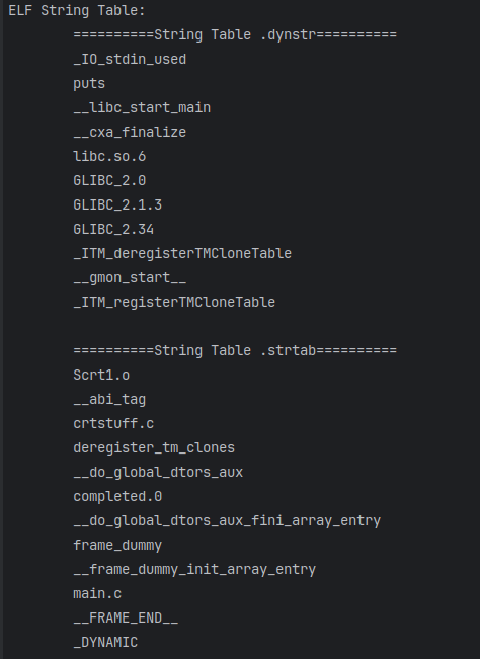 ELF String Table:
==========String Table .dynstr==========
_IO_stdin_used
puts
__libc_start_main
__cxa_finalize
libc.so.6
GLIBC_2.0
GLIBC_2.1.3
GLIBC_2.34
_ITM_deregisterTMCloneTable
__gmon_start__
_ITM_registerTMCloneTable
==========String Table .strtab==========
Scrt1.o
__abi_tag
crtstuff.c
deregister_tm_clones
__do_global_dtors_aux
completed.0
__do_global_dtors_aux_fini_array_entry
frame_dummy
__frame_dummy_init_array_entry
main.c
__FRAME_END__
_DYNAMIC